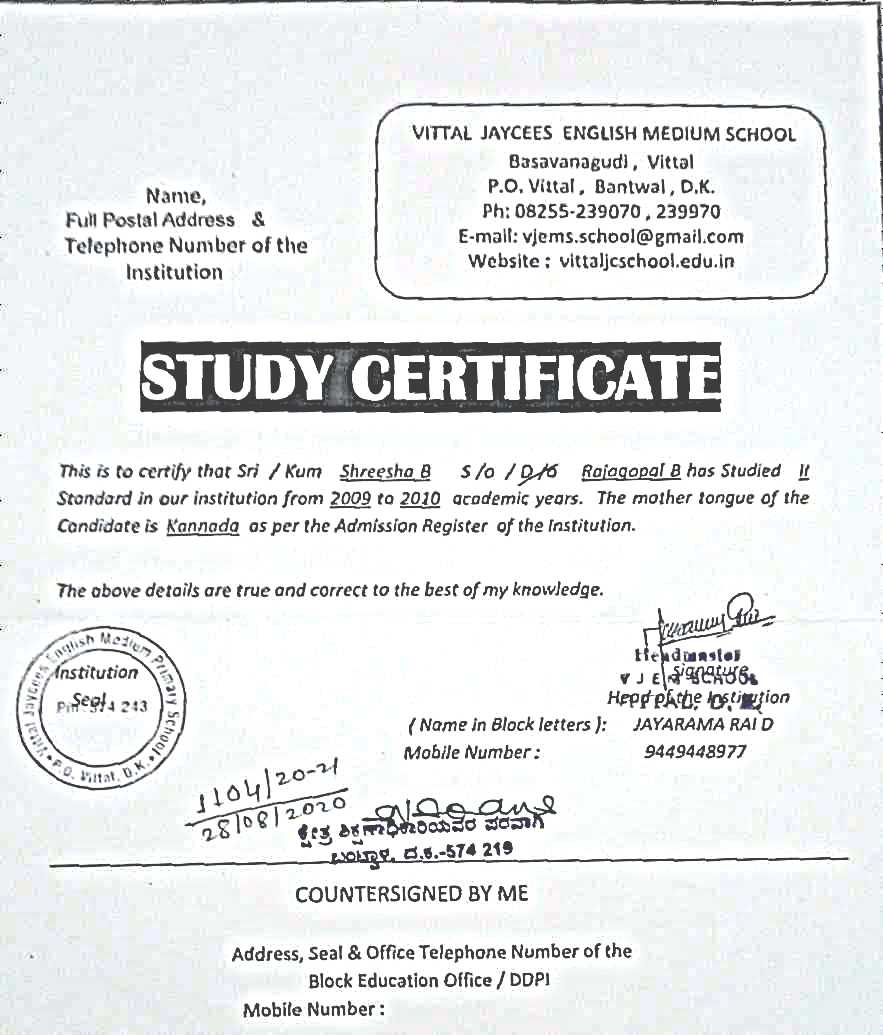 VITTAL JAYCEES ENGLISH MEDIUM SCHOOL
Basavanagudi, Vittal
P.O. Vittal, Bantwal, D.K.
Ph: 08255-239070, 239970
E-mail: vjems.school@gmail.com
Website : vittaljcschool.edu.in
Name,
Full Postal Address &
Telephone Number of the
Institution
STUDY CERTIFICATE
This is to certify that Sri / Kum Shreesha B S/o / D/o Rajagopal B has Studied II
Standard in our institution from 2009 to 2010 academic years. The mother tongue of the
Candidate is Kannada as per the Admission Register of the Institution.
The above details are true and correct to the best of my knowledge.
Vittal Jaycees English Medium Primary School
P.O. Vittal, D.K.
Institution
Seal
Pin: 574 243
Headmaster
signature
V J E M SCHOOL
Head of the Institution
( Name in Block letters ): JAYARAMA RAI D
Mobile Number : 9449448977
1104/20-21
28/08/2020
ಕ್ಷೇತ್ರ ಶಿಕ್ಷಣಾಧಿಕಾರಿಯವರ ಪರವಾಗಿ
ಬಂಟ್ವಾಳ, ದ.ಕ.-574 219
COUNTERSIGNED BY ME
Address, Seal & Office Telephone Number of the
Block Education Office / DDPI
Mobile Number :